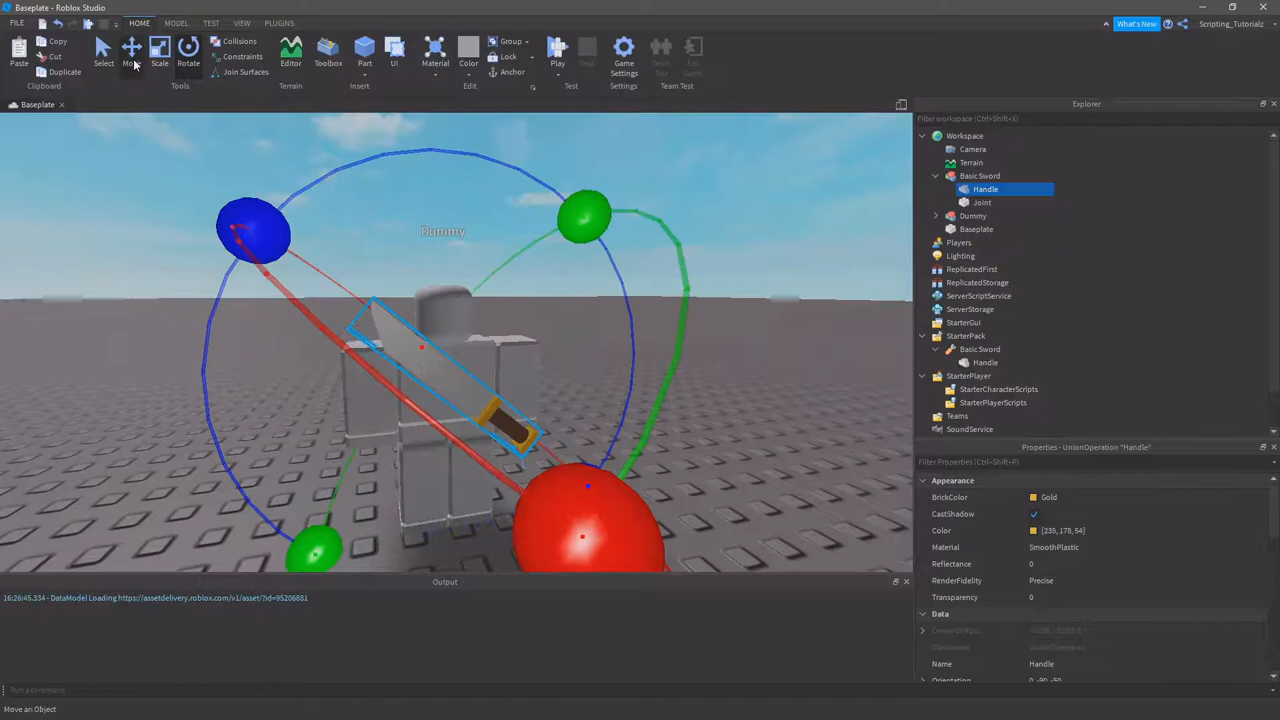 Baseplate - Roblox Studio
FILE
HOME
MODEL
TEST
VIEW
PLUGINS
What's New
Scripting_Tutorialz
Paste
Copy
Cut
Duplicate
Clipboard
Select
Scale
Rotate
Collisions
Constraints
Join Surfaces
Tools
Editor
Terrain
Toolbox
Part
UI
Insert
Material
Color
Group
Lock
Anchor
Edit
Play
Test
Game
Settings
Settings
Team Test
Baseplate
Dummy
Explorer
Filter workspace (Ctrl+Shift+X)
Workspace
Camera
Terrain
Basic Sword
Handle
Joint
Dummy
Baseplate
Players
Lighting
ReplicatedFirst
ReplicatedStorage
ServerScriptService
ServerStorage
StarterGui
StarterPack
Basic Sword
Handle
StarterPlayer
StarterCharacterScripts
StarterPlayerScripts
Teams
SoundService
Properties - UnionOperation "Handle"
Filter Properties (Ctrl+Shift+P)
Appearance
BrickColor Gold
CastShadow
Color [235, 178, 54]
Material SmoothPlastic
Reflectance 0
RenderFidelity Precise
Transparency 0
Data
Name Handle
Orientation 0, -90, -50
Output
16:26:45.334 - DataModel Loading https://assetdelivery.roblox.com/v1/asset/?id=95206881
Run a command
Move an Object